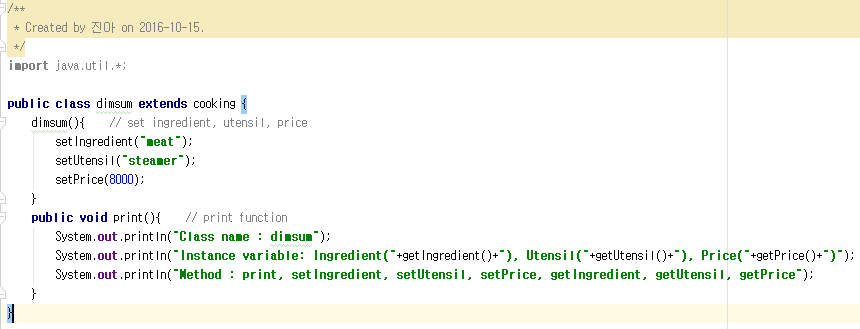 /**
 * Created by 진아 on 2016-10-15.
 */
import java.util.*;

public class dimsum extends cooking {
    dimsum(){    // set ingredient, utensil, price
        setIngredient("meat");
        setUtensil("steamer");
        setPrice(8000);
    }
    public void print(){    // print function
        System.out.println("Class name : dimsum");
        System.out.println("Instance variable: Ingredient("+getIngredient()+"), Utensil("+getUtensil()+"), Price("+getPrice()+")");
        System.out.println("Method : print, setIngredient, setUtensil, setPrice, getIngredient, getUtensil, getPrice");
    }
}